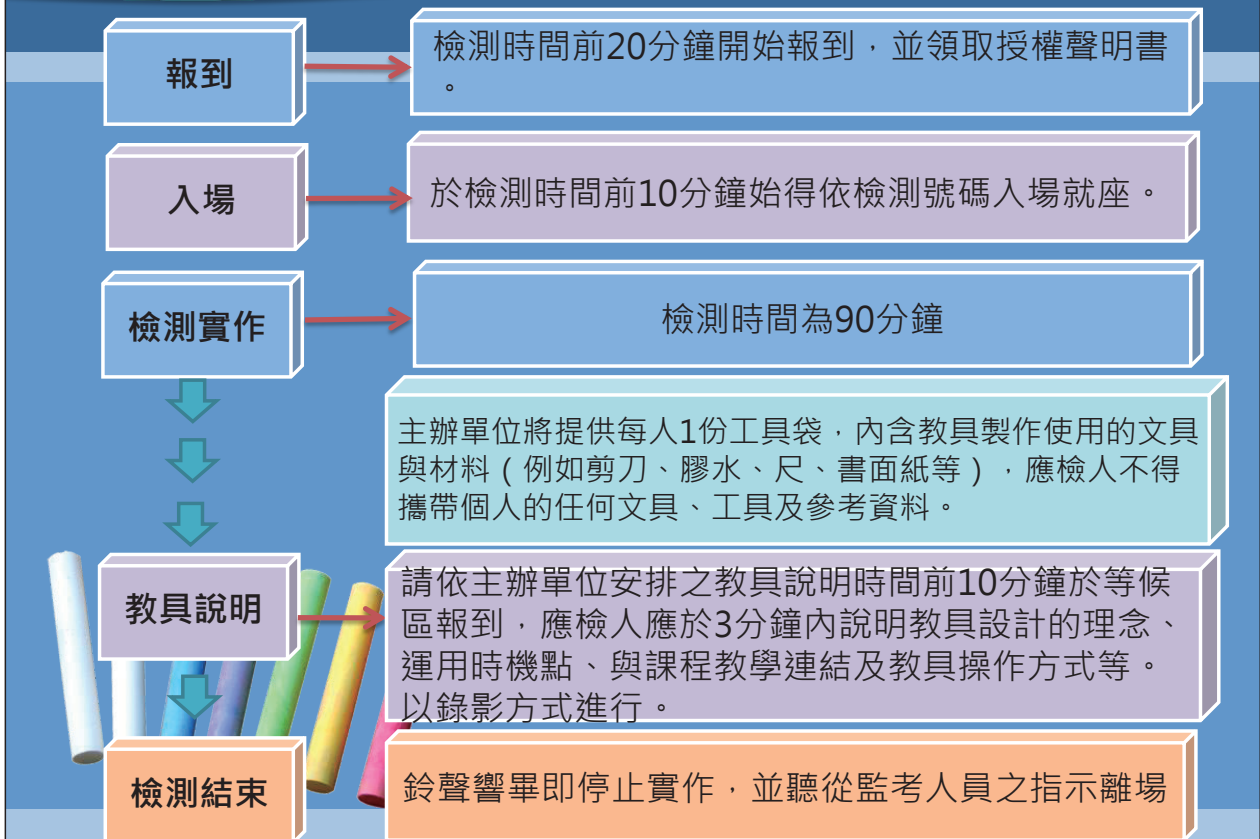 報到
檢測時間前20分鐘開始報到，並領取授權聲明書
。
入場
於檢測時間前10分鐘始得依檢測號碼入場就座。
檢測實作
檢測時間為90分鐘
主辦單位將提供每人1份工具袋，內含教具製作使用的文具
與材料（例如剪刀、膠水、尺、書面紙等），應檢人不得
攜帶個人的任何文具、工具及參考資料。
教具說明
請依主辦單位安排之教具說明時間前10分鐘於等候
區報到，應檢人應於3分鐘內說明教具設計的理念、
運用時機點、與課程教學連結及教具操作方式等。
以錄影方式進行。
檢測結束
鈴聲響畢即停止實作，並聽從監考人員之指示離場